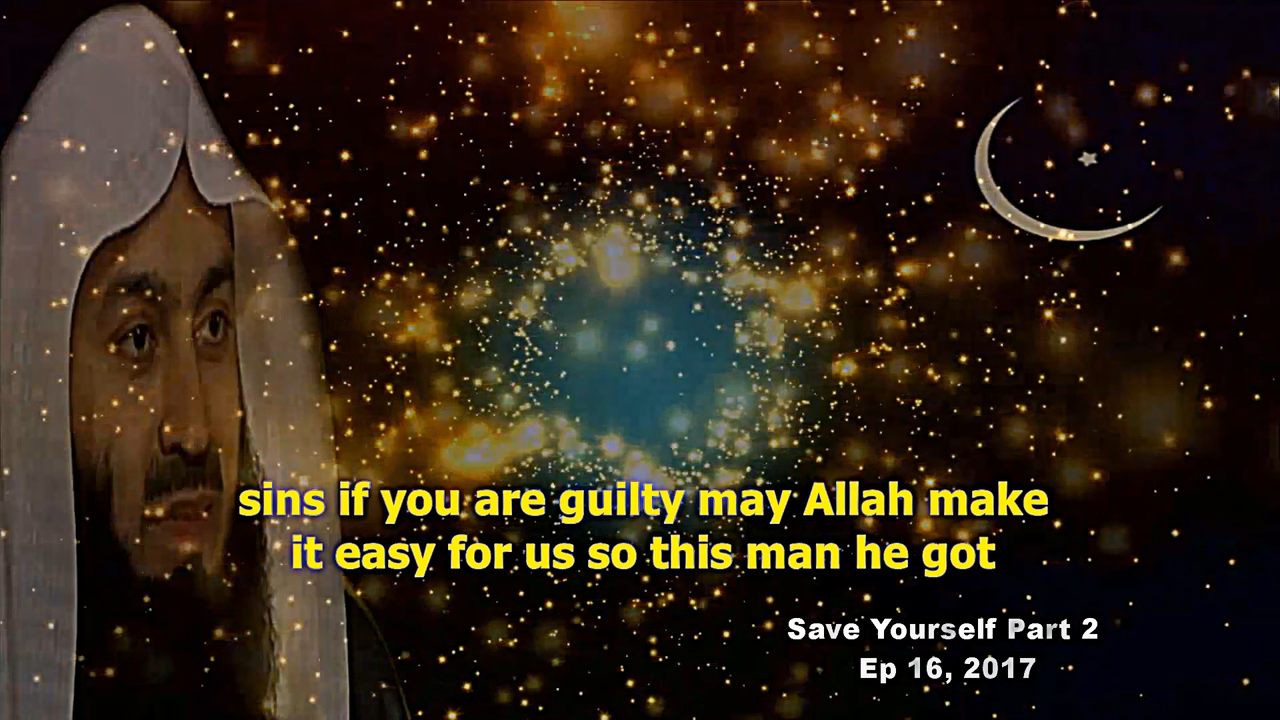 sins if you are guilty may Allah make
it easy for us so this man he got
Save Yourself Part 2
Ep 16, 2017